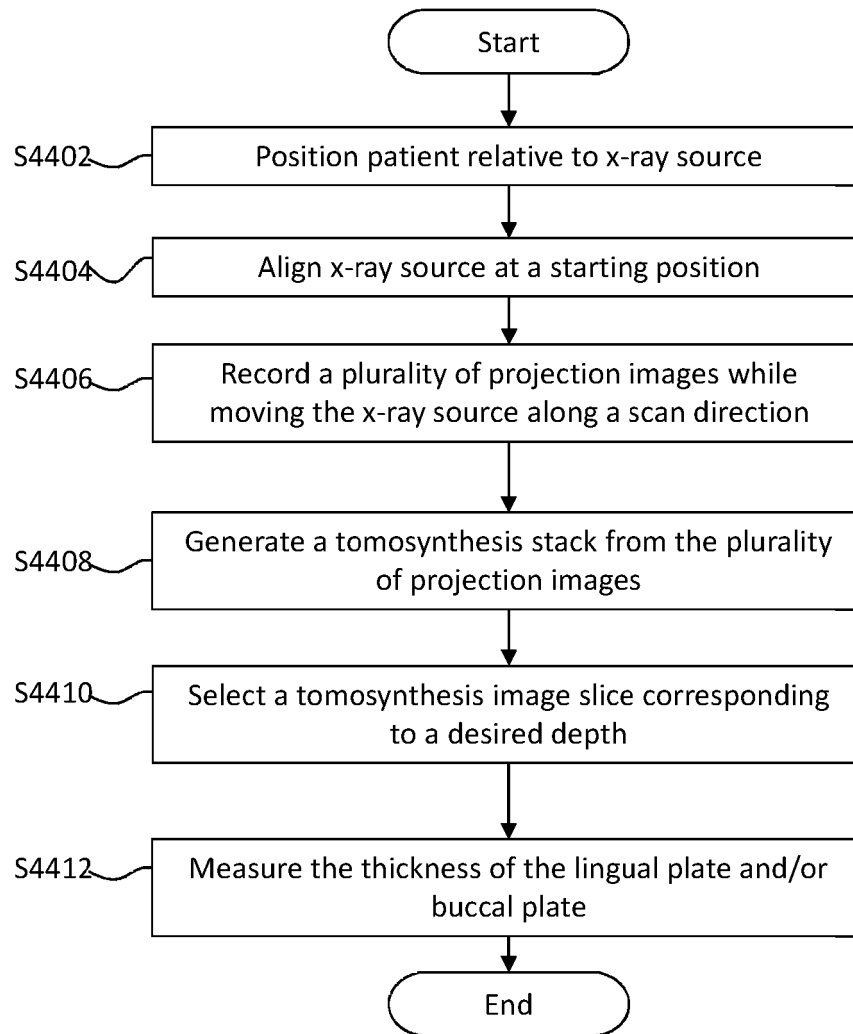 Start
S4402
Position patient relative to x-ray source
S4404
Align x-ray source at a starting position
S4406
Record a plurality of projection images while
moving the x-ray source along a scan direction
S4408
Generate a tomosynthesis stack from the plurality
of projection images
S4410
Select a tomosynthesis image slice corresponding
to a desired depth
S4412
Measure the thickness of the lingual plate and/or
buccal plate
End